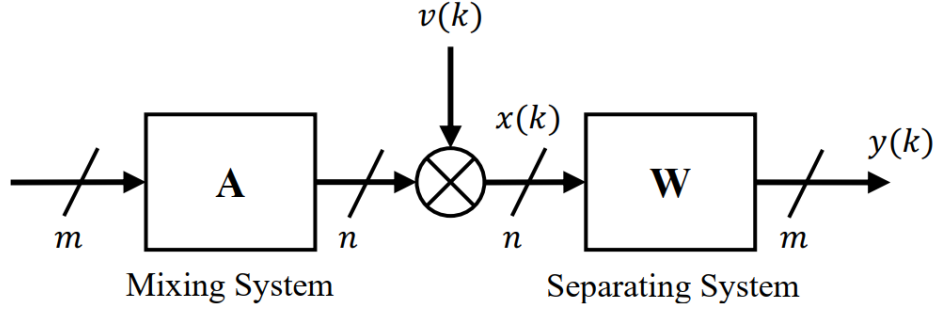 v(k)
x(k)
y(k)
A
W
m
n
n
m
Mixing System
Separating System